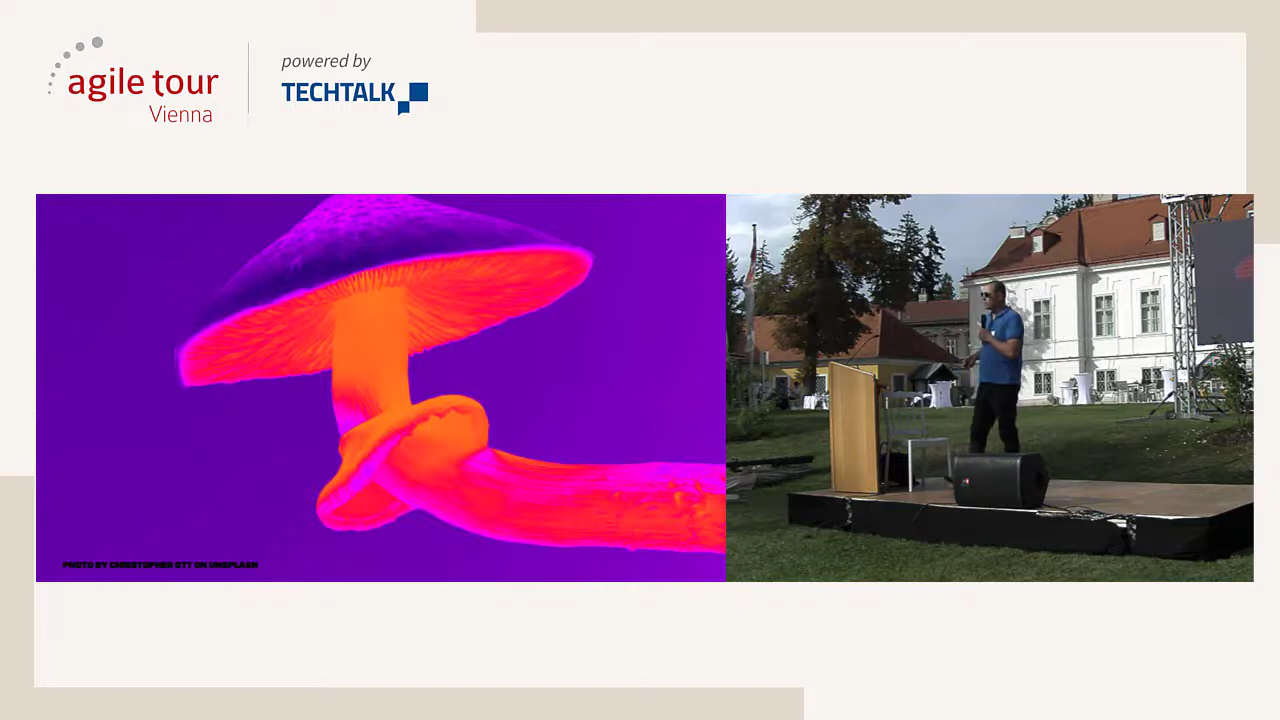 agile tour
Vienna
powered by
TECHTALK
PHOTO BY CHRISTOPHER OTT ON UNSPLASH